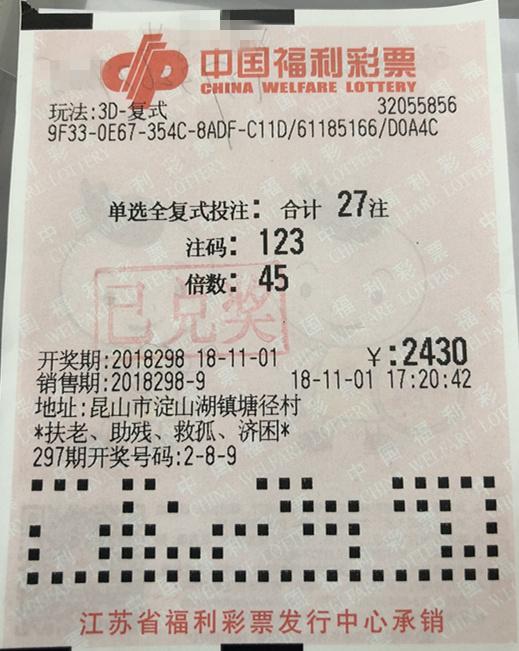 中国福利彩票
CHINA WELFARE LOTTERY
玩法:3D-复式 32055856
9F33-0E67-354C-8ADF-C11D/61185166/D0A4C
单选全复式投注: 合计 27注
注码: 123
倍数: 45
已兑奖
开奖期:2018298 18-11-01 ¥:2430
销售期:2018298-9 18-11-01 17:20:42
地址:昆山市淀山湖镇塘径村
*扶老、助残、救孤、济困*
297期开奖号码:2-8-9
江苏省福利彩票发行中心承销